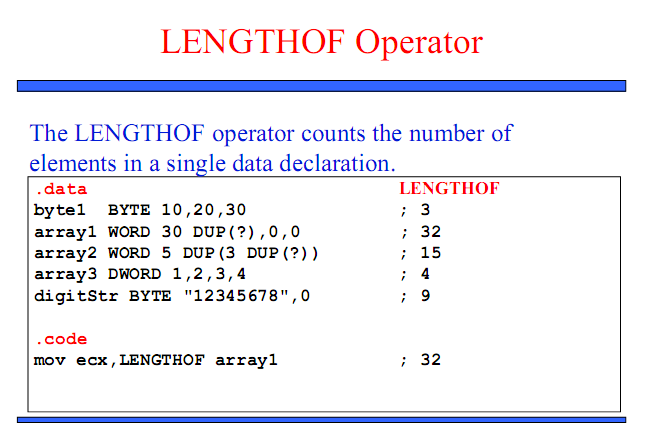 LENGTHOF Operator
The LENGTHOF operator counts the number of
elements in a single data declaration.
.data LENGTHOF
byte1 BYTE 10,20,30 ; 3
array1 WORD 30 DUP(?),0,0 ; 32
array2 WORD 5 DUP(3 DUP(?)) ; 15
array3 DWORD 1,2,3,4 ; 4
digitStr BYTE "12345678",0 ; 9
.code
mov ecx,LENGTHOF array1 ; 32